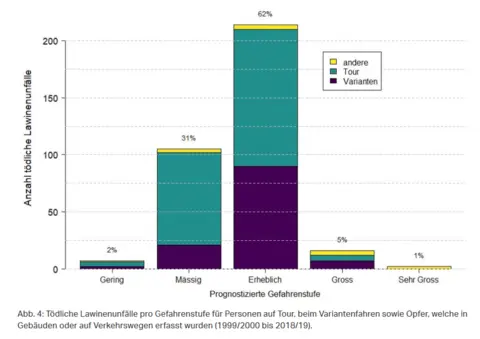 62%
200
150
100
50
0
Anzahl tödliche Lawinenunfälle
andere
Tour
Varianten
31%
2%
5%
1%
Gering Mässig Erheblich Gross Sehr Gross
Prognostizierte Gefahrenstufe
Abb. 4: Tödliche Lawinenunfälle pro Gefahrenstufe für Personen auf Tour, beim Variantenfahren sowie Opfer, welche in
Gebäuden oder auf Verkehrswegen erfasst wurden (1999/2000 bis 2018/19).